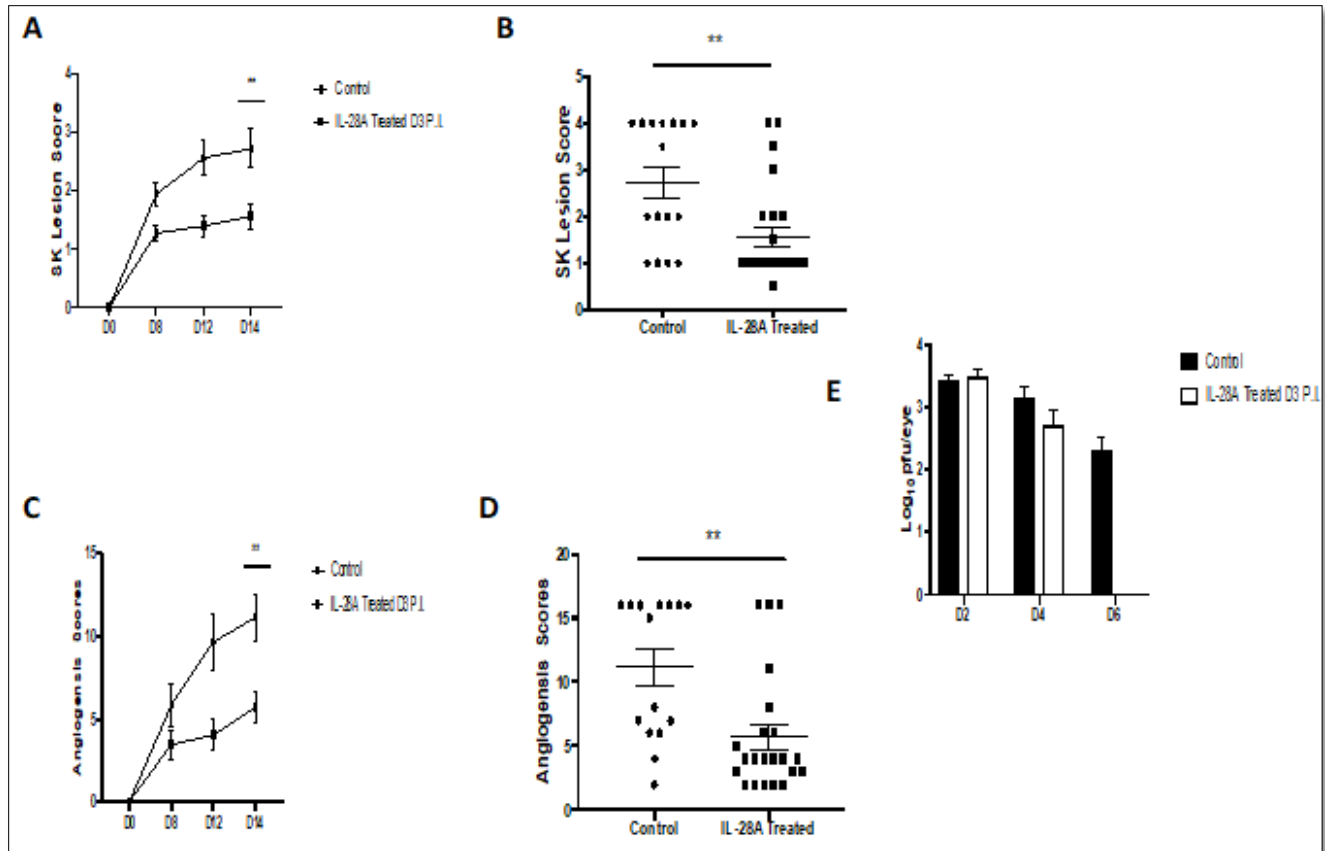 A
4
3
2
1
0
SK Lesion Soore
D0
D8
D12
D14
**
Control
IL-28A Treated D3 P.I.
B
**
5
4
3
2
1
0
SK Lesion Score
Control
IL-28A Treated
C
15
10
5
0
Angiogensis Scores
D0
D8
D12
D14
**
Control
IL-28A Treated D3 P.I.
D
**
20
15
10
5
0
Angiogensis Scores
Control
IL-28A Treated
E
4
3
2
1
0
Log₁₀ pfu/eye
D2
D4
D6
Control
IL-28A Treated D3 P.I.